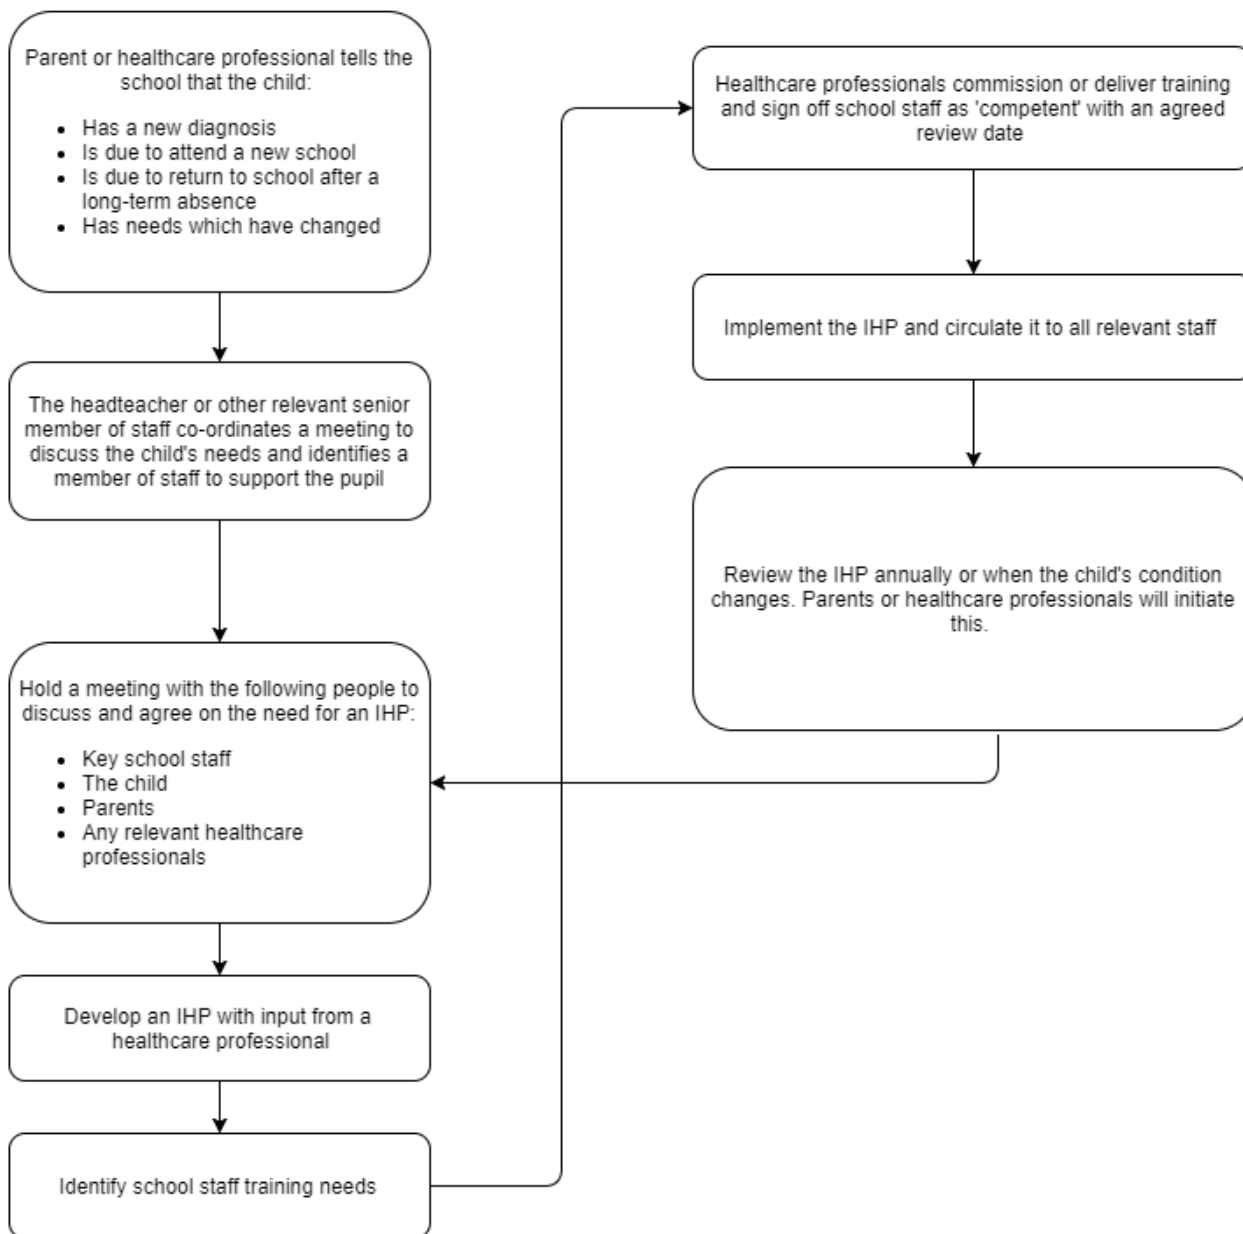 Parent or healthcare professional tells the
school that the child:
• Has a new diagnosis
• Is due to attend a new school
• Is due to return to school after a
long-term absence
• Has needs which have changed
The headteacher or other relevant senior
member of staff co-ordinates a meeting to
discuss the child's needs and identifies a
member of staff to support the pupil
Hold a meeting with the following people to
discuss and agree on the need for an IHP:
• Key school staff
• The child
• Parents
• Any relevant healthcare
professionals
Develop an IHP with input from a
healthcare professional
Identify school staff training needs
Healthcare professionals commission or deliver training
and sign off school staff as 'competent' with an agreed
review date
Implement the IHP and circulate it to all relevant staff
Review the IHP annually or when the child's condition
changes. Parents or healthcare professionals will initiate
this.